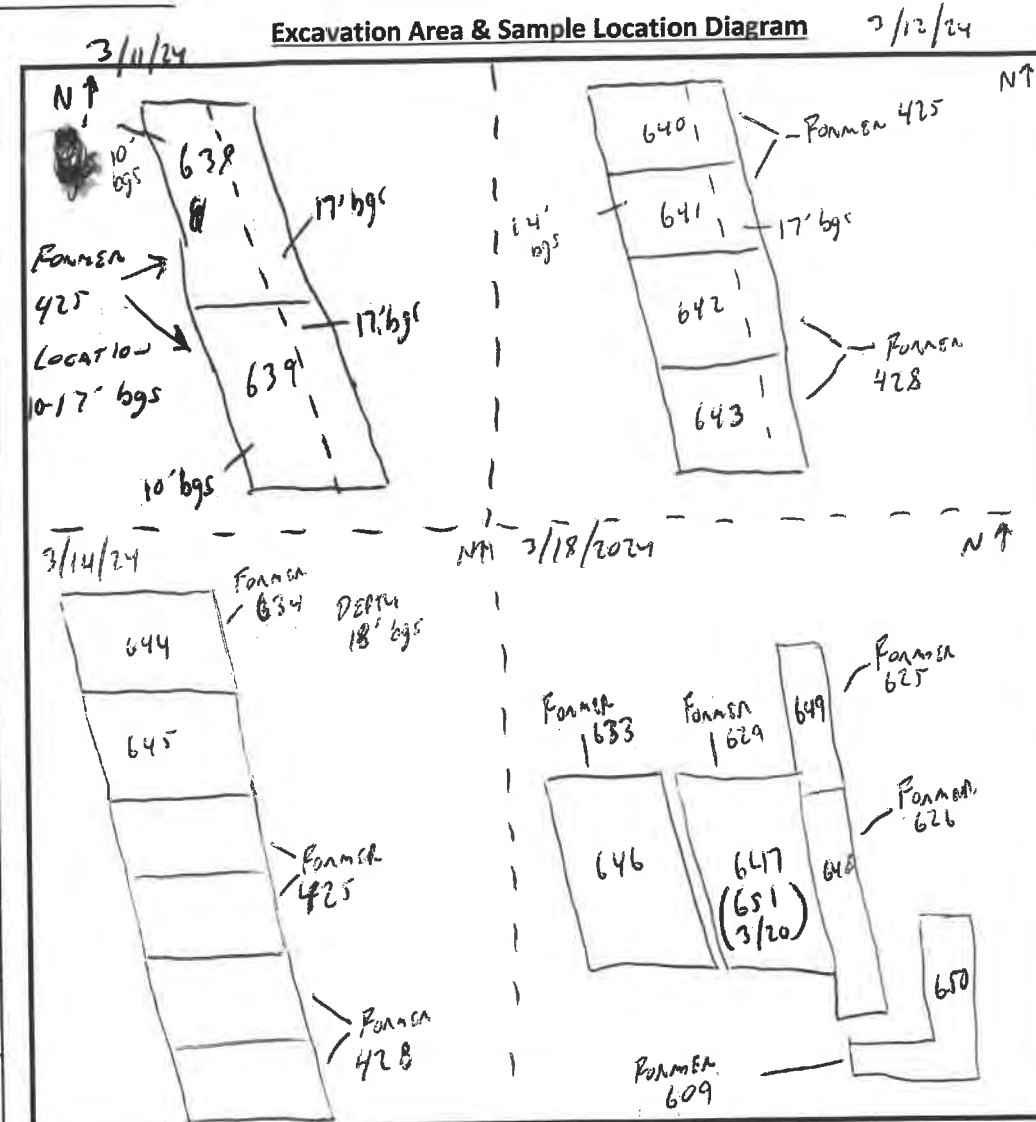 Excavation Area & Sample Location Diagram
3/11/24
3/12/24
N
10'
bgs
638
17' bgs
FORMER
425
LOCATION
10-17' bgs
17' bgs
639
10' bgs
N
640
FORMER 425
14'
bgs
641
17' bgs
642
FORMER
428
643
3/14/24
N
FORMER
634
DEPTH
18' bgs
644
645
FORMER
425
FORMER
428
3/18/2024
N
FORMER
625
649
FORMER
633
FORMER
629
FORMER
626
646
647
(651
3/20)
648
650
FORMER
609